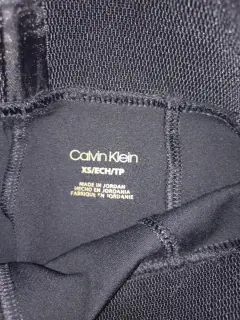 Calvin Klein
XS/ECH/TP
MADE IN JORDAN
HECHO EN JORDANIA
FABRIQUÉ EN JORDANIE